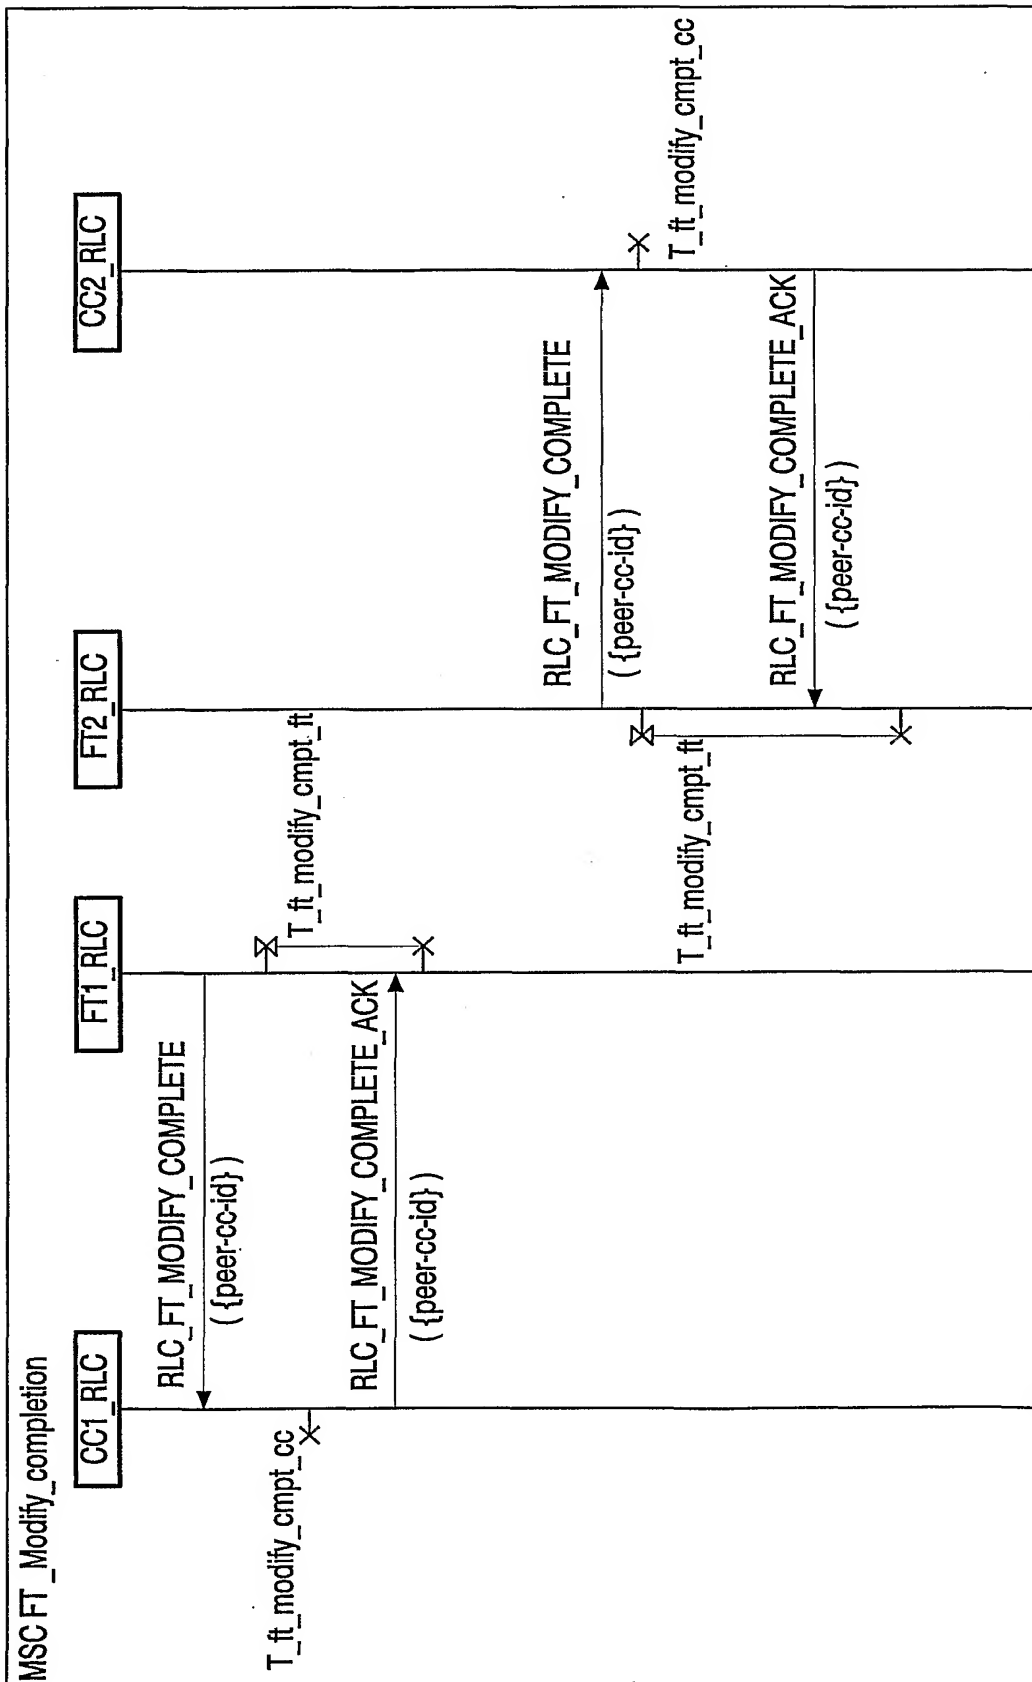 MSC FT_Modify_completion
CC1_RLC
FT1_RLC
FT2_RLC
CC2_RLC
RLC_FT_MODIFY_COMPLETE
( {peer-cc-id} )
T_ft_modify_cmpt_cc
T_ft_modify_cmpt_ft
RLC_FT_MODIFY_COMPLETE_ACK
( {peer-cc-id} )
RLC_FT_MODIFY_COMPLETE
( {peer-cc-id} )
T_ft_modify_cmpt_cc
T_ft_modify_cmpt_ft
RLC_FT_MODIFY_COMPLETE_ACK
( {peer-cc-id} )